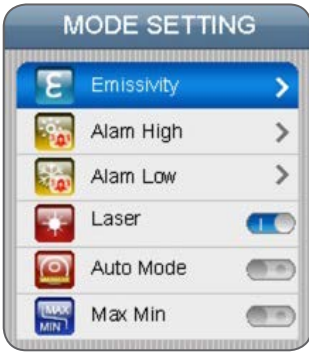 MODE SETTING
ε Emissivity
Alam High
Alam Low
Laser
Auto Mode
MAX
MIN Max Min